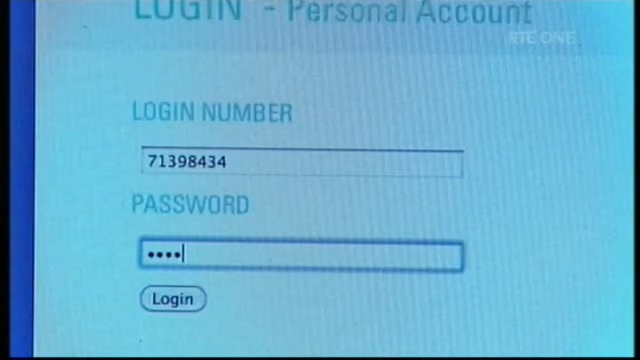 LOGIN - Personal Account
RTE ONE
LOGIN NUMBER
71398434
PASSWORD
••••
Login